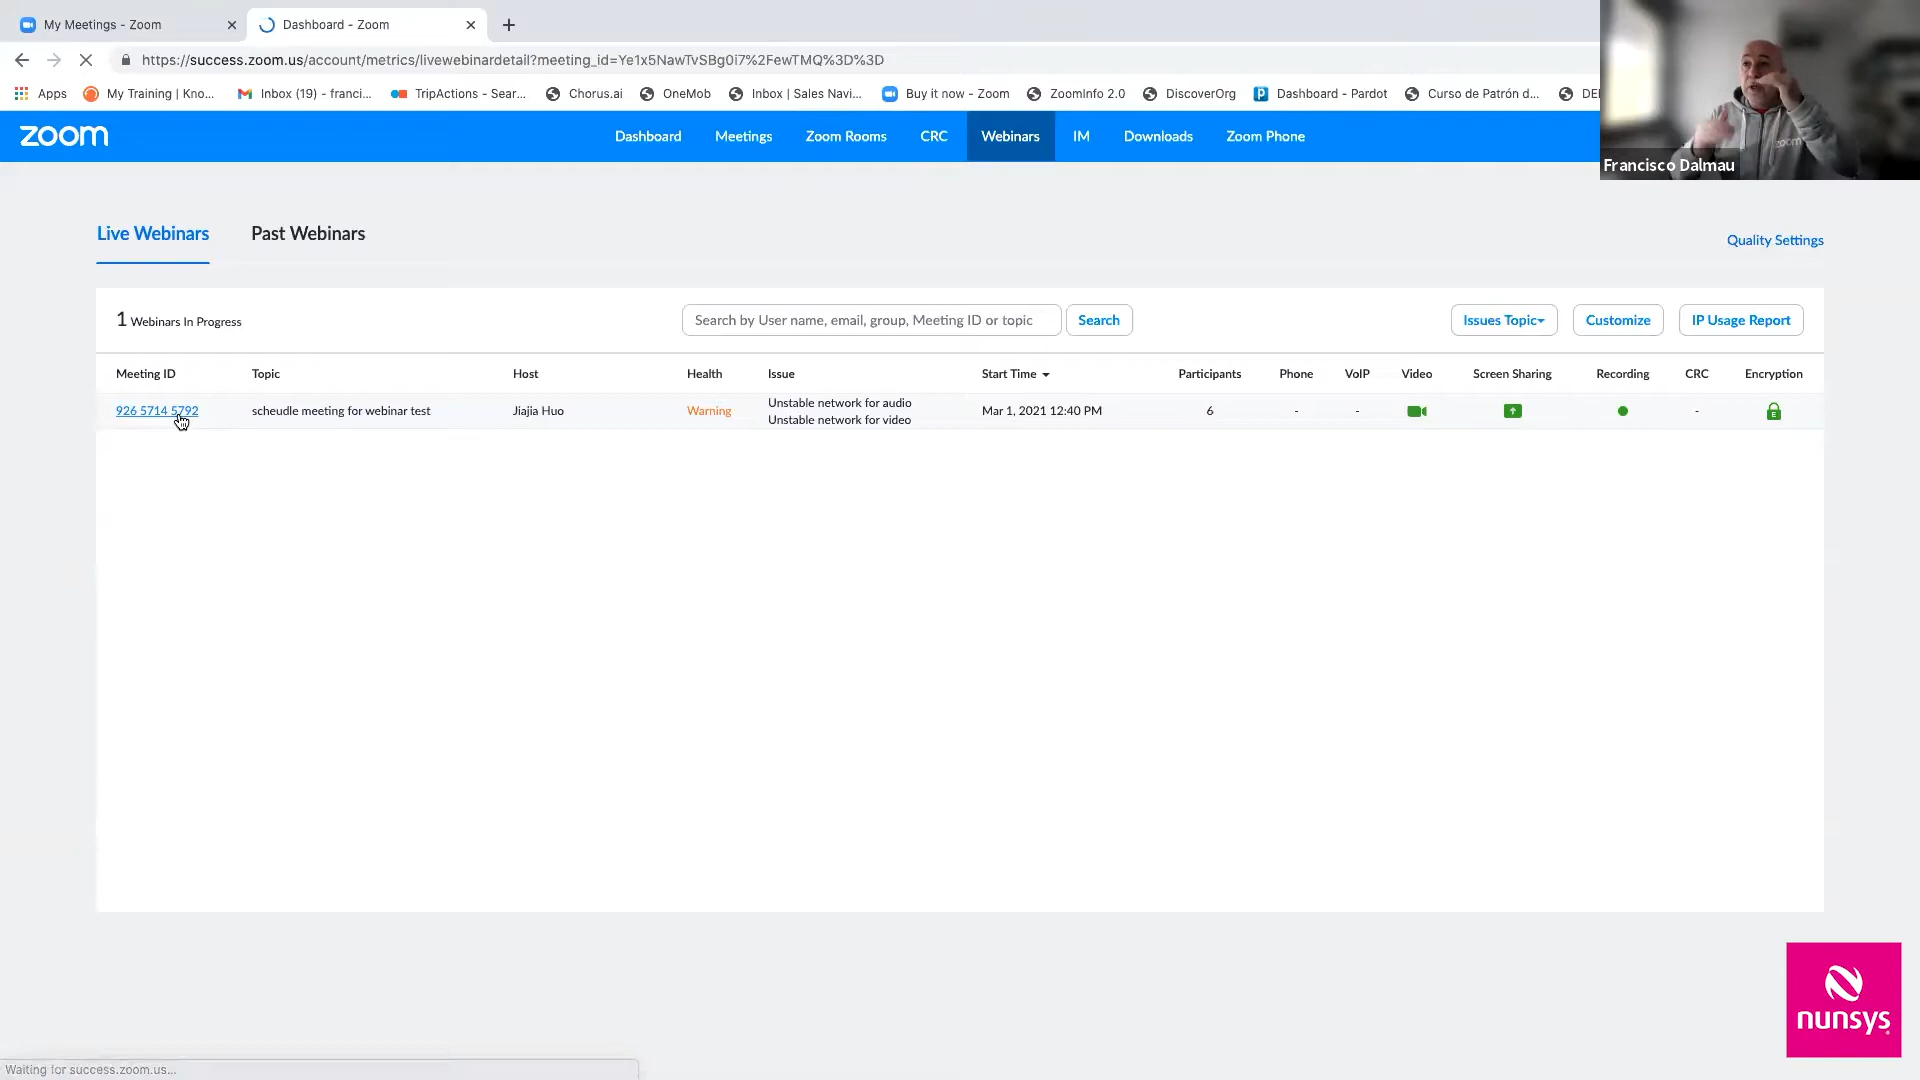 My Meetings - Zoom
Dashboard - Zoom
https://success.zoom.us/account/metrics/livewebinardetail?meeting_id=Ye1x5NawTvSBg0i7%2FewTMQ%3D%3D
Apps My Training | Kno... Inbox (19) - franci... TripActions - Sear... Chorus.ai OneMob Inbox | Sales Navi... Buy it now - Zoom ZoomInfo 2.0 DiscoverOrg Dashboard - Pardot Curso de Patrón d...
zoom
Dashboard Meetings Zoom Rooms CRC Webinars IM Downloads Zoom Phone
zoom
Francisco Dalmau
Live Webinars Past Webinars
Quality Settings
1 Webinars In Progress
Search by User name, email, group, Meeting ID or topic
Search
Issues Topic
Customize
IP Usage Report
Meeting ID Topic Host Health Issue Start Time Participants Phone VoIP Video Screen Sharing Recording CRC Encryption
926 5714 5792 scheudle meeting for webinar test Jiajia Huo Warning Unstable network for audio Mar 1, 2021 12:40 PM 6 - - - E
Unstable network for video
nunsys
Waiting for success.zoom.us...